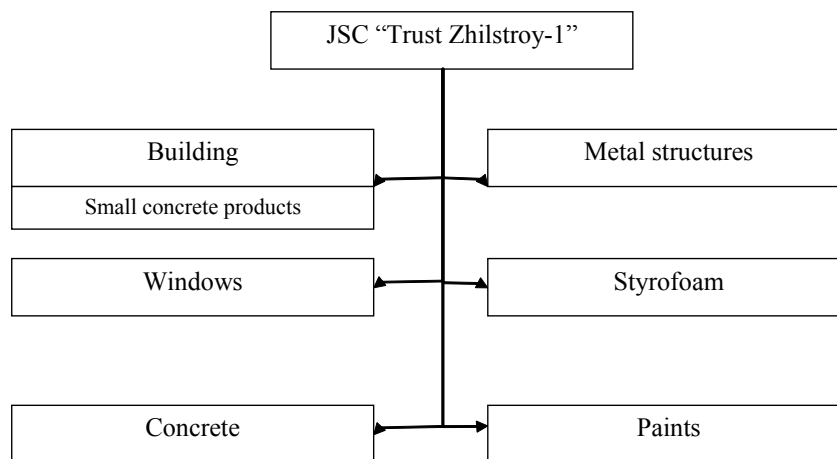 JSC “Trust Zhilstroy-1”
Building
Metal structures
Small concrete products
Windows
Styrofoam
Concrete
Paints